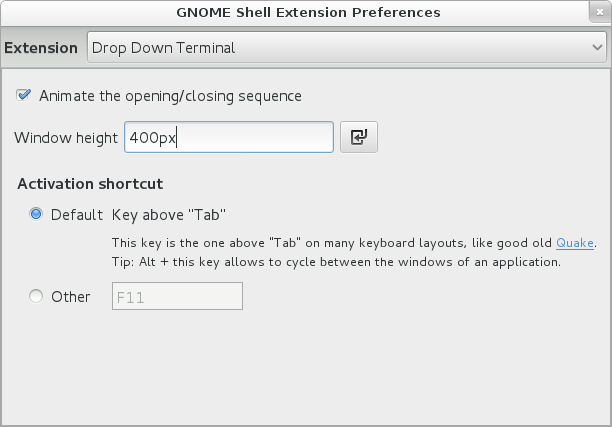 GNOME Shell Extension Preferences
Extension Drop Down Terminal
Animate the opening/closing sequence
Window height 400px
Activation shortcut
Default Key above "Tab"
This key is the one above "Tab" on many keyboard layouts, like good old Quake.
Tip: Alt + this key allows to cycle between the windows of an application.
Other F11